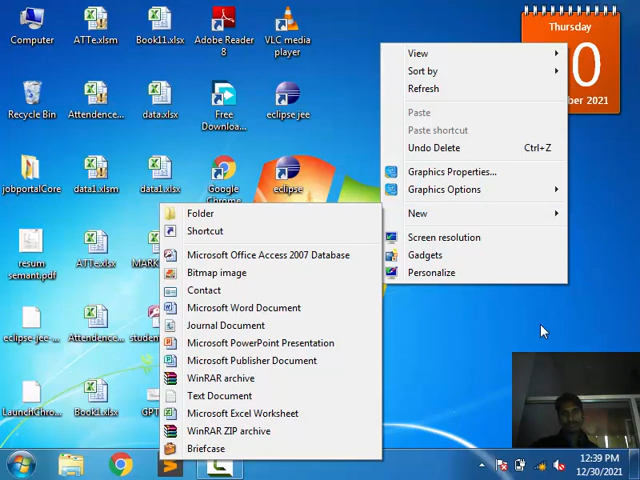 Computer
ATTe.xlsm
Book11.xlsx
Adobe Reader
8
VLC media
player
Recycle Bin
Attendence...
data.xlsx
Free
Downloa...
eclipse.jee
jobportalCore
data1.xlsm
data1.xlsx
Google
Chrome
eclipse
resum
semant.pdf
ATTe.xlsx
MARK
eclipse-jee-...
Attendence...
studen
LaunchChro...
Book1.xlsx
GPT
Thursday
0
ber 2021
View
Sort by
Refresh
Paste
Paste shortcut
Undo Delete Ctrl+Z
Graphics Properties...
Graphics Options
New
Screen resolution
Gadgets
Personalize
Folder
Shortcut
Microsoft Office Access 2007 Database
Bitmap image
Contact
Microsoft Word Document
Journal Document
Microsoft PowerPoint Presentation
Microsoft Publisher Document
WinRAR archive
Text Document
Microsoft Excel Worksheet
WinRAR ZIP archive
Briefcase
12:39 PM
12/30/2021